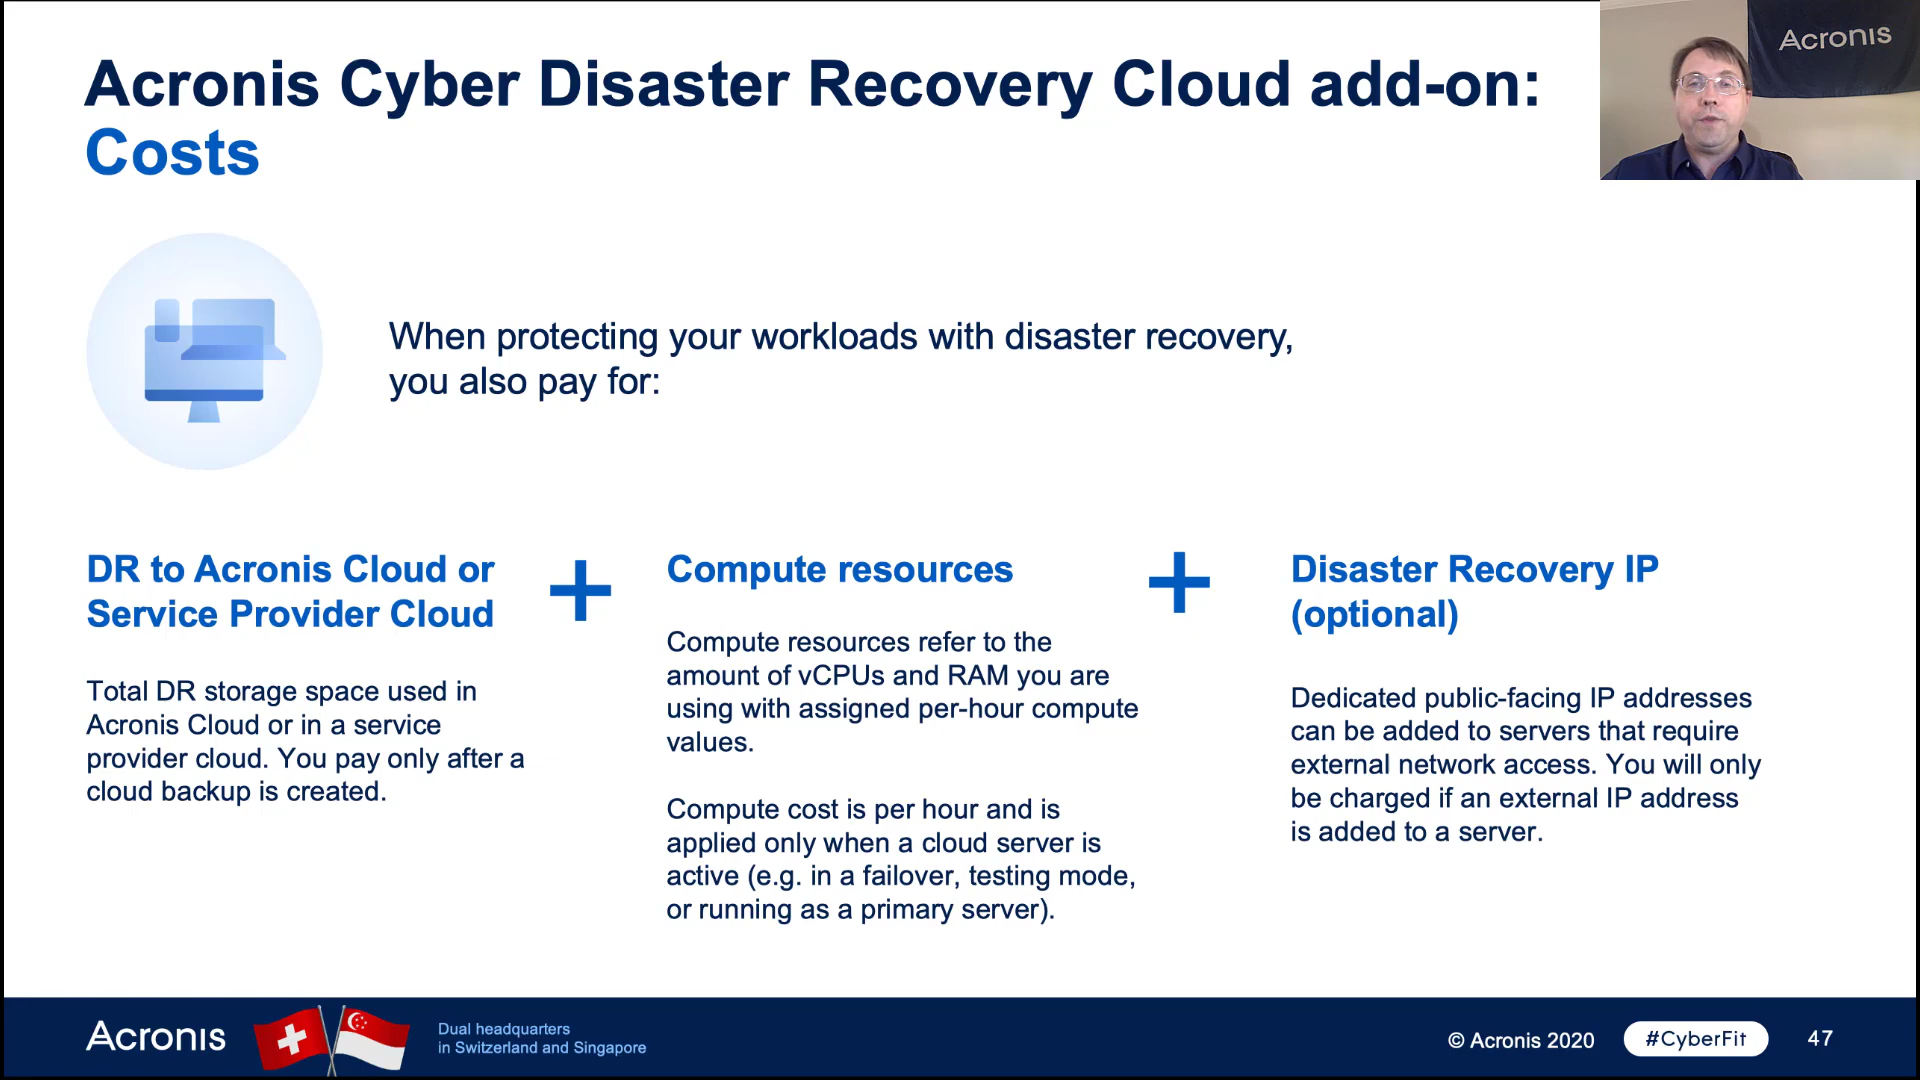 Acronis Cyber Disaster Recovery Cloud add-on:
Costs
Acronis
When protecting your workloads with disaster recovery,
you also pay for:
DR to Acronis Cloud or
Service Provider Cloud
Total DR storage space used in
Acronis Cloud or in a service
provider cloud. You pay only after a
cloud backup is created.
+
Compute resources
Compute resources refer to the
amount of vCPUs and RAM you are
using with assigned per-hour compute
values.
Compute cost is per hour and is
applied only when a cloud server is
active (e.g. in a failover, testing mode,
or running as a primary server).
+
Disaster Recovery IP
(optional)
Dedicated public-facing IP addresses
can be added to servers that require
external network access. You will only
be charged if an external IP address
is added to a server.
Acronis
Dual headquarters
in Switzerland and Singapore
© Acronis 2020
#CyberFit
47